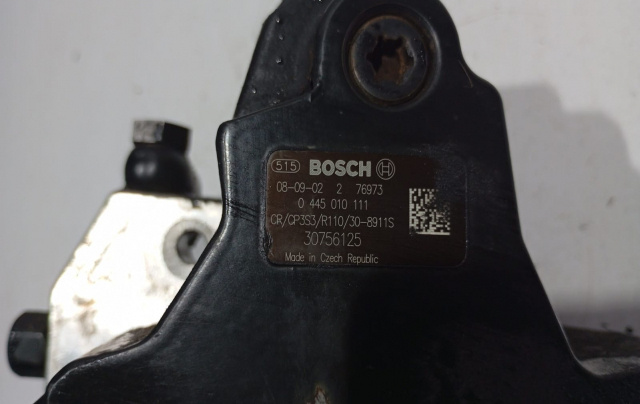 515 BOSCH
08-09-02 2 76973
0 445 010 111
CR/CP3S3/R110/30-8911S
30756125
Made in Czech Republic